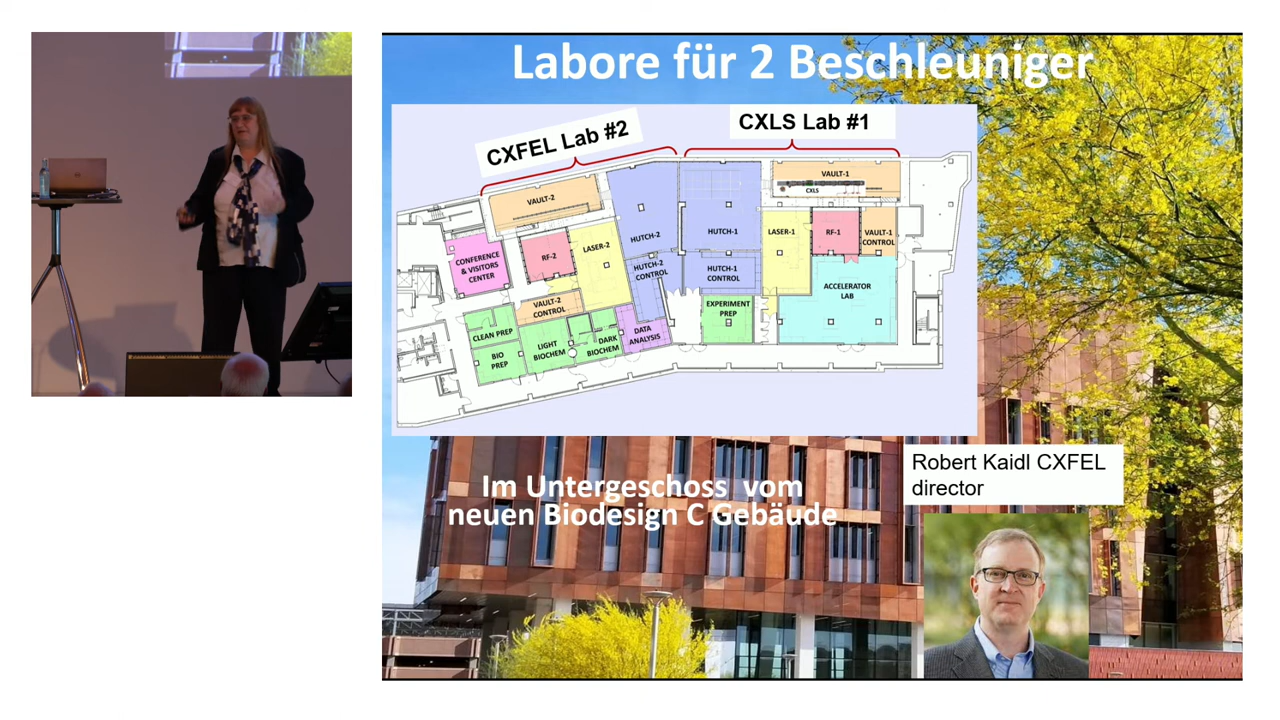 Labore für 2 Beschleuniger
CXFEL Lab #2
CXLS Lab #1
VAULT-1
CXLS
VAULT-2
HUTCH-2
HUTCH-1
LASER-1
RF-1
VAULT-1
CONTROL
CONFERENCE
& VISITORS
CENTER
RF-2
LASER-2
HUTCH-2
CONTROL
HUTCH-1
CONTROL
ACCELERATOR
LAB
VAULT-2
CONTROL
EXPERIMENT
PREP
CLEAN PREP
LIGHT
BIOCHEM
DARK
BIOCHEM
DATA
ANALYSIS
BIO
PREP
Im Untergeschoss vom
neuen Biodesign C Gebäude
Robert Kaidl CXFEL
director